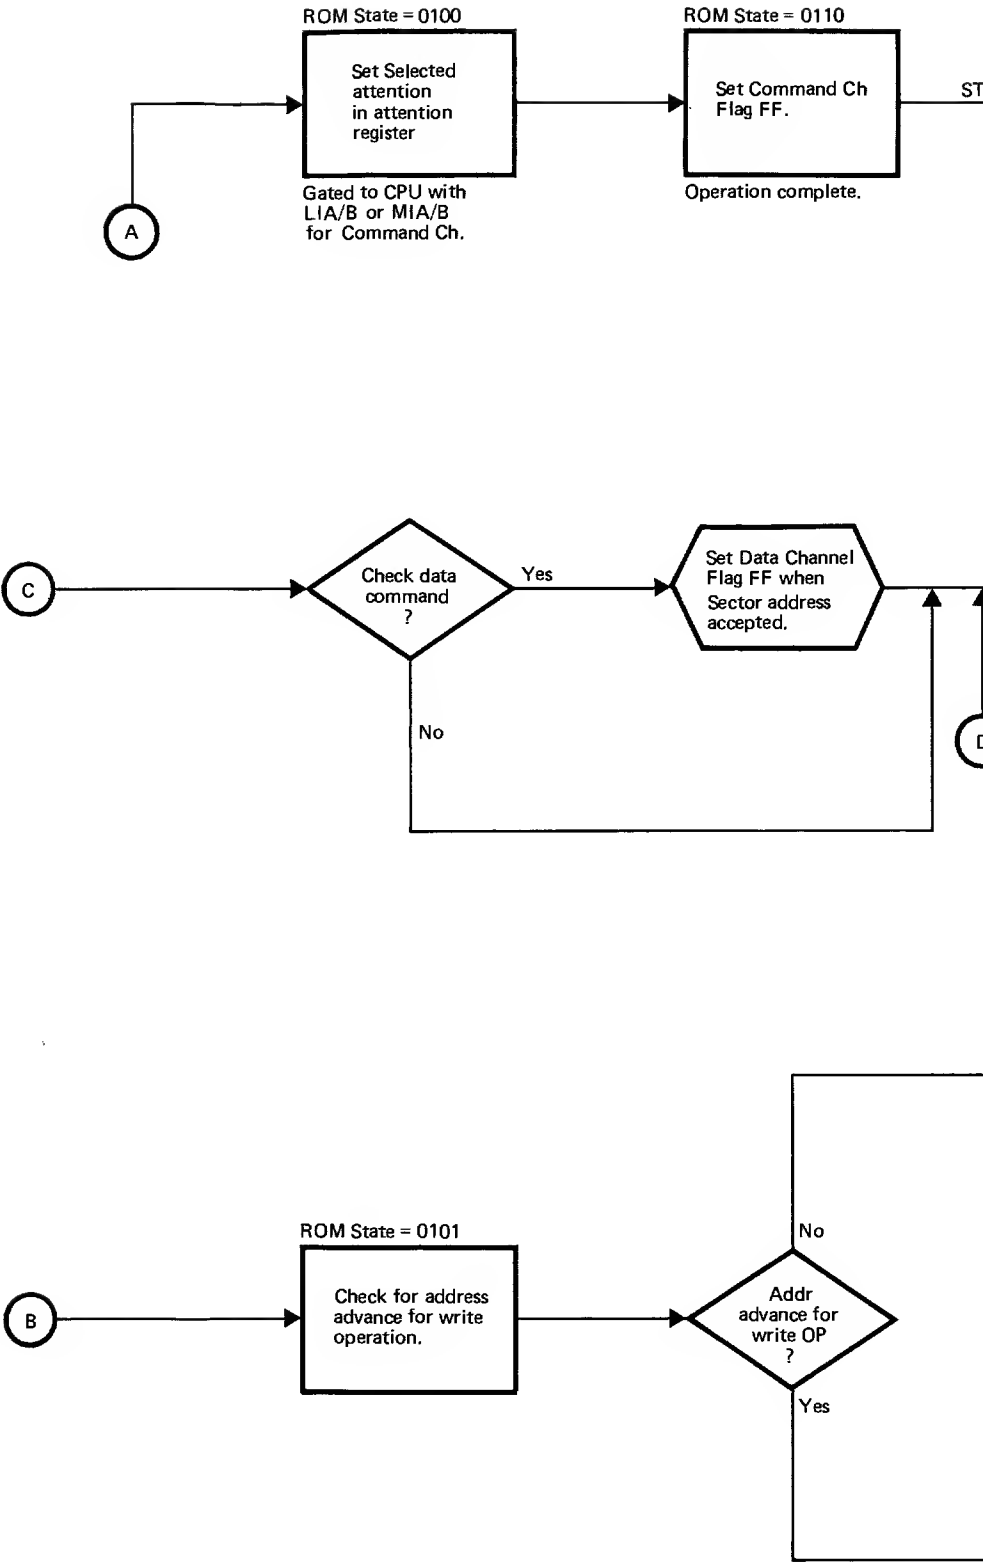 ROM State = 0100
Set Selected
attention
in attention
register
Gated to CPU with
LIA/B or MIA/B
for Command Ch.
A
ROM State = 0110
Set Command Ch
Flag FF.
Operation complete.
ST
C
Check data
command
?
Yes
No
Set Data Channel
Flag FF when
Sector address
accepted.
D
B
ROM State = 0101
Check for address
advance for write
operation.
No
Addr
advance for
write OP
?
Yes